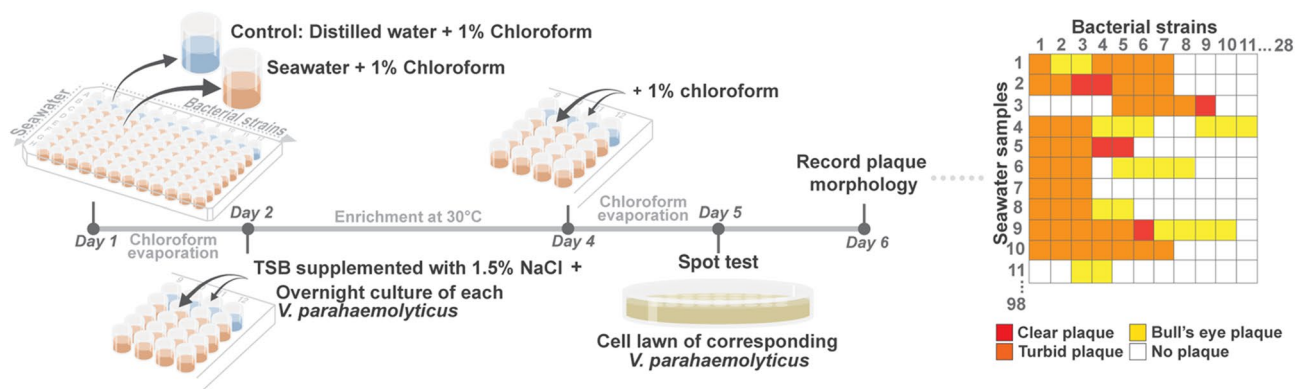 Control: Distilled water + 1% Chloroform
Seawater + 1% Chloroform
Seawater
Bacterial strains
+ 1% chloroform
Record plaque
morphology
Day 1
Chloroform
evaporation
Day 2
Enrichment at 30°C
Day 4
Chloroform
evaporation
Day 5
Day 6
TSB supplemented with 1.5% NaCl +
Overnight culture of each
V. parahaemolyticus
Spot test
Cell lawn of corresponding
V. parahaemolyticus
Bacterial strains
1 2 3 4 5 6 7 8 9 10 11... 28
Seawater samples
1
2
3
4
5
6
7
8
9
10
11
98
Clear plaque
Bull's eye plaque
Turbid plaque
No plaque